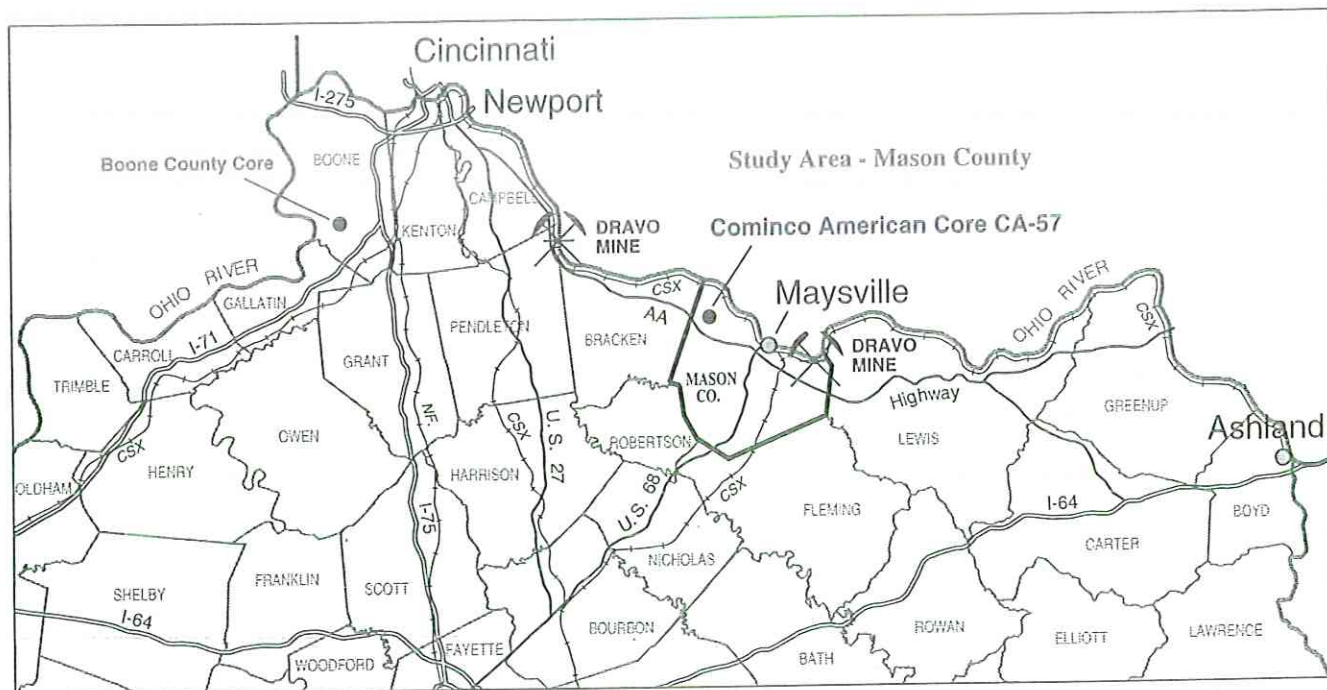 Cincinnati
I-275
Newport
Boone County Core
BOONE
Study Area - Mason County
CAMPBELL
KENTON
DRAVO
MINE
Cominco American Core CA-57
OHIO RIVER
GALLATIN
CSX
AA
Maysville
OHIO RIVER
CSX
I-71
CARROLL
PENDLETON
BRACKEN
DRAVO
MINE
TRIMBLE
GRANT
MASON
CO.
Highway
GREENUP
NF.
CSX
U. S. 27
OWEN
ROBERTSON
LEWIS
Ashland
CSX
HENRY
HARRISON
OLDHAM
U.S. 68
CSX
I-75
FLEMING
I-64
BOYD
NICHOLAS
CARTER
SHELBY
FRANKLIN
SCOTT
I-64
BOURBON
ROWAN
ELLIOTT
LAWRENCE
FAYETTE
WOODFORD
BATH